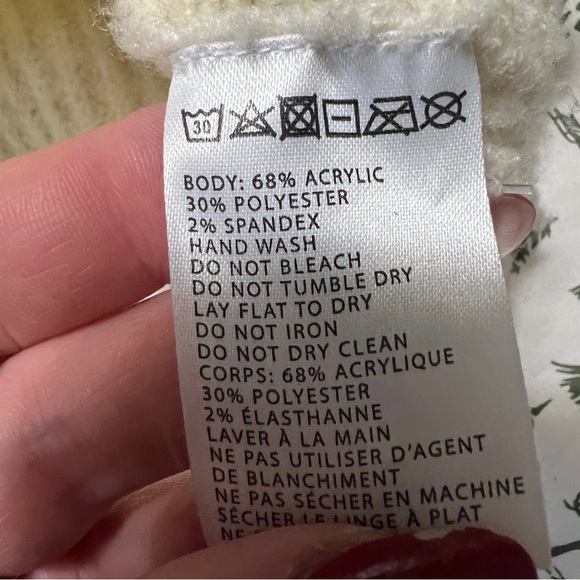 30
BODY: 68% ACRYLIC
30% POLYESTER
2% SPANDEX
HAND WASH
DO NOT BLEACH
DO NOT TUMBLE DRY
LAY FLAT TO DRY
DO NOT IRON
DO NOT DRY CLEAN
CORPS: 68% ACRYLIQUE
30% POLYESTER
2% ÉLASTHANNE
LAVER À LA MAIN
NE PAS UTILISER D'AGENT
DE BLANCHIMENT
NE PAS SÉCHER EN MACHINE
SÉCHER LE LINGE À PLAT